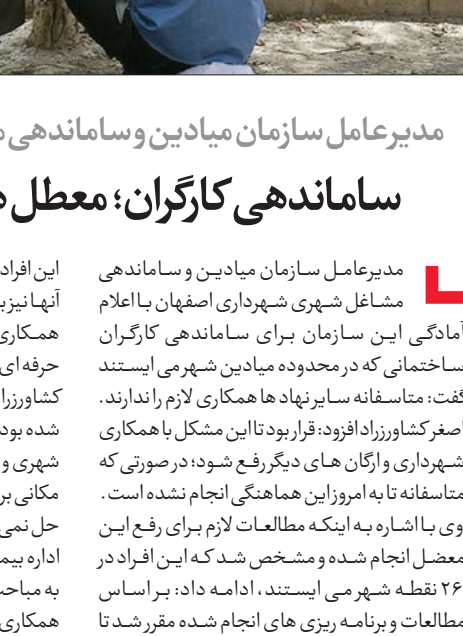 مدیرعامل سازمان میادین و ساماندهی
ساماندهی کارگران؛ معطل
مدیرعامل سازمان میادین و ساماندهی
مشاغل شهری شهرداری اصفهان با اعلام
آمادگی این سازمان برای ساماندهی کارگران
ساختمانی که در محدوده میادین شهر می ایستند
گفت: متاسفانه سایر نهاد ها همکاری لازم را ندارند.
اصغر کشاورزراد افزود: قرار بود تا این مشکل با همکاری
شهرداری و ارگان های دیگر رفع شود؛ در صورتی که
متاسفانه تا به امروز این هماهنگی انجام نشده است.
وی با اشاره به اینکه مطالعات لازم برای رفع این
معضل انجام شده و مشخص شد که این افراد در
۲۶ نقطه شهر می ایستند، ادامه داد: بر اساس
مطالعات و برنامه ریزی های انجام شده مقرر شد تا
این افراد
آنها نیز
همکاری
حرفه ای
کشاورزراد
شده بود
شهری و
مکانی
حل نمی
اداره
به
همکاری